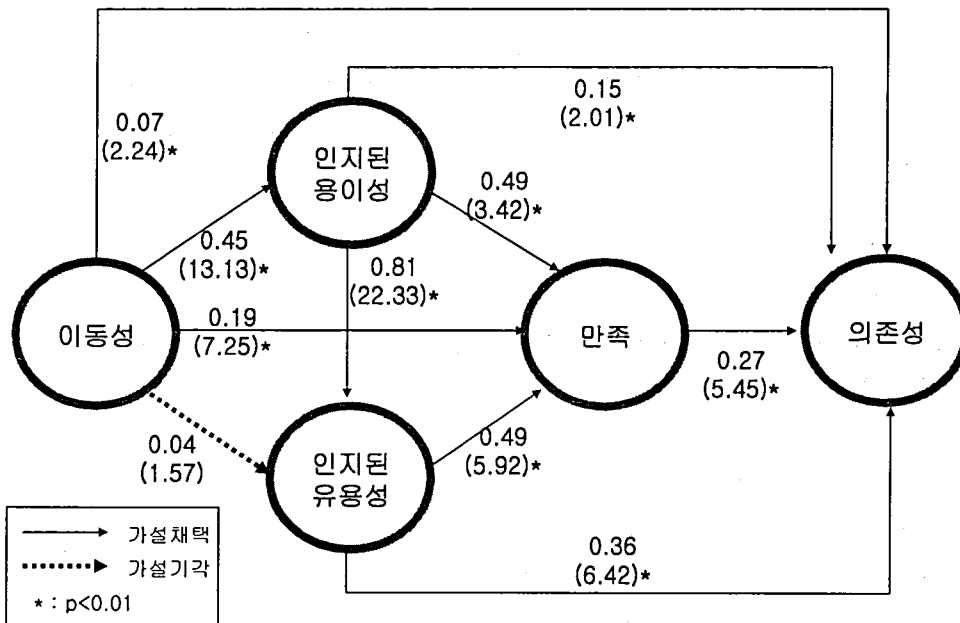 0.07
(2.24)*
0.15
(2.01)*
인지된
용이성
0.49
(3.42)*
0.45
(13.13)*
0.81
(22.33)*
이동성
0.19
(7.25)*
만족
의존성
0.27
(5.45)*
0.04
(1.57)
인지된
유용성
0.49
(5.92)*
0.36
(6.42)*
가설채택
가설기각
* : p<0.01